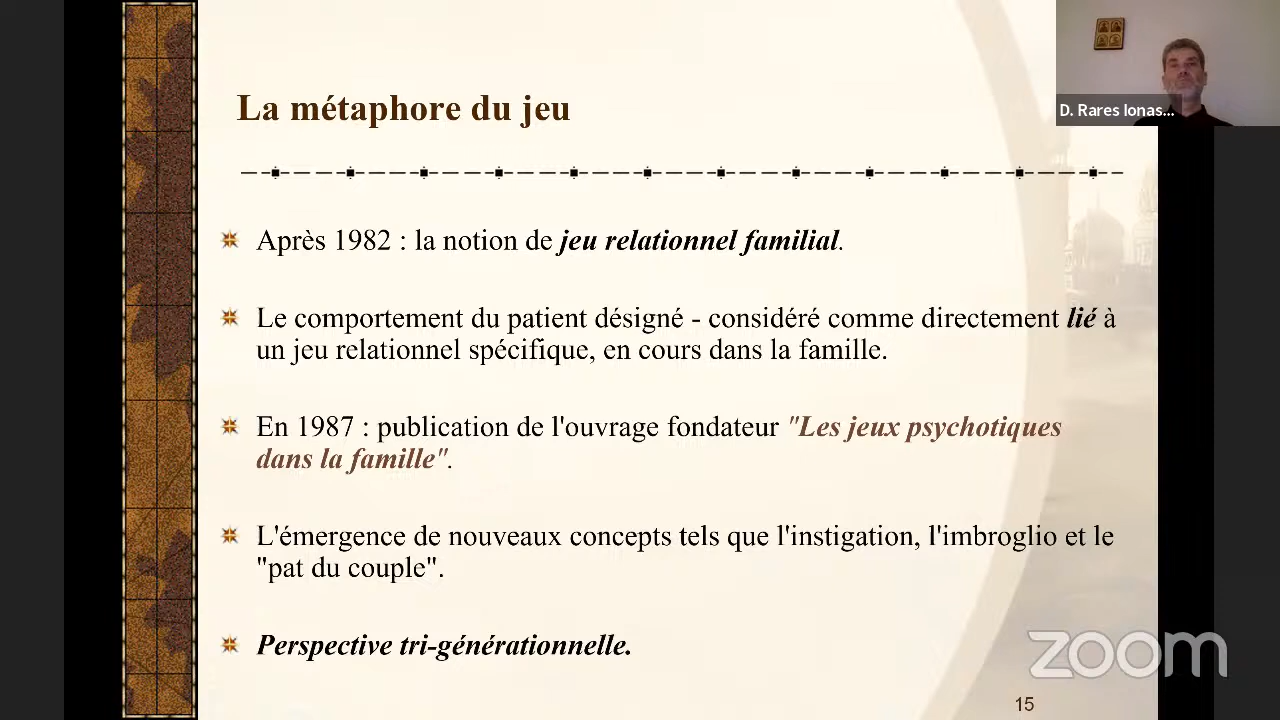 La métaphore du jeu
D. Rares Ionas...
Après 1982 : la notion de jeu relationnel familial.
Le comportement du patient désigné - considéré comme directement lié à
un jeu relationnel spécifique, en cours dans la famille.
En 1987 : publication de l'ouvrage fondateur "Les jeux psychotiques
dans la famille".
L'émergence de nouveaux concepts tels que l'instigation, l'imbroglio et le
"pat du couple".
Perspective tri-générationnelle.
zoom
15